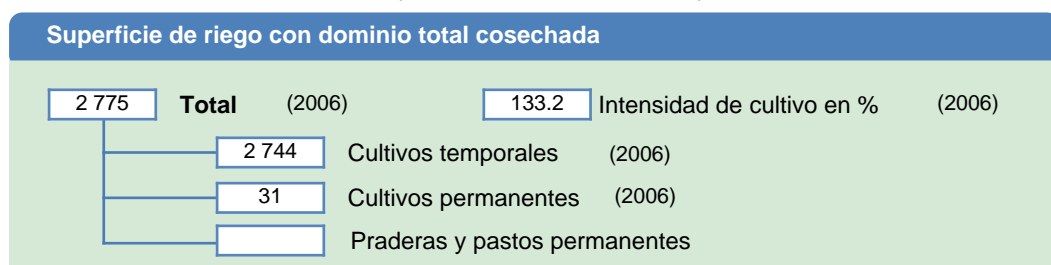 Superficie de riego con dominio total cosechada
2 775 Total (2006) 133.2 Intensidad de cultivo en % (2006)
2 744 Cultivos temporales (2006)
31 Cultivos permanentes (2006)
Praderas y pastos permanentes